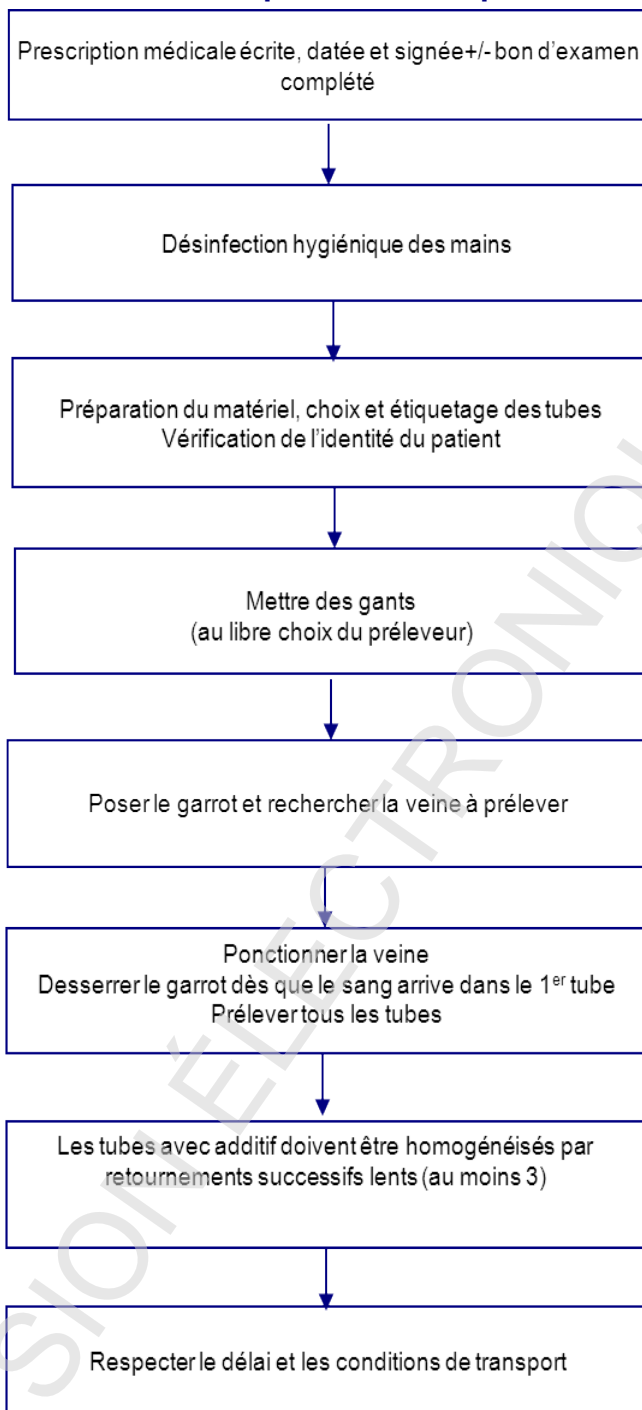 Prescription médicale écrite, datée et signée+/- bon d’examen
complété
Désinfection hygiénique des mains
Préparation du matériel, choix et étiquetage des tubes
Vérification de l’identité du patient
Mettre des gants
(au libre choix du préleveur)
Poser le garrot et rechercher la veine à prélever
Ponctionner la veine
Desserrer le garrot dès que le sang arrive dans le 1er tube
Prélever tous les tubes
Les tubes avec additif doivent être homogénéisés par
retournements successifs lents (au moins 3)
Respecter le délai et les conditions de transport
SION ÉLECTRONIQU